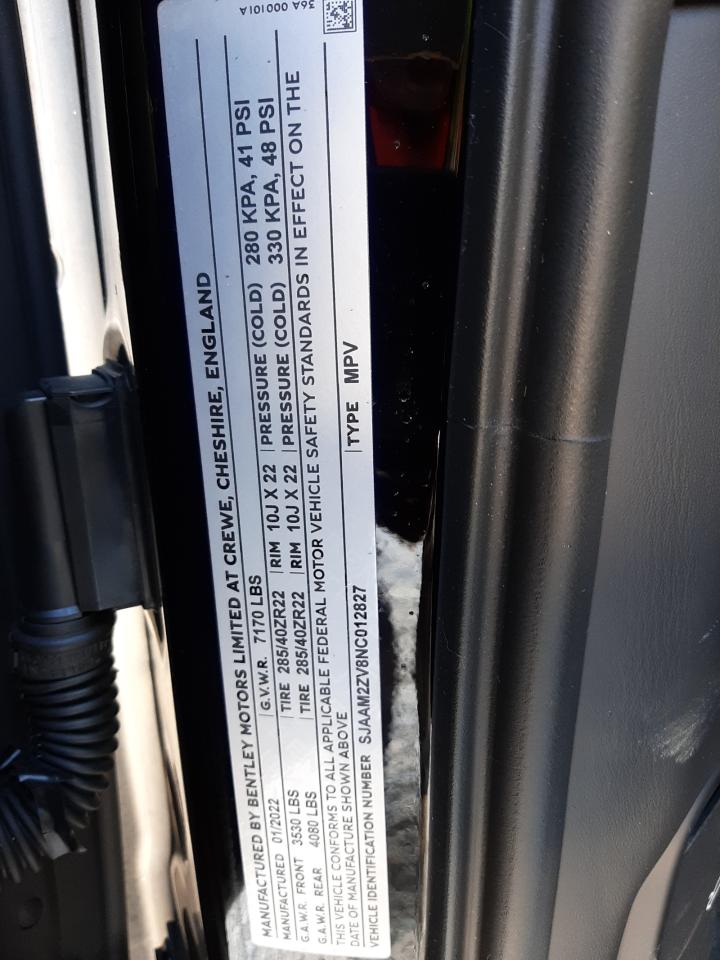 MANUFACTURED BY BENTLEY MOTORS LIMITED AT CREWE, CHESHIRE, ENGLAND
MANUFACTURED 01/2022 G.V.W.R. 7170 LBS
G.A.W.R. FRONT 3530 LBS TIRE 285/40ZR22 RIM 10J X 22 PRESSURE (COLD) 280 KPA, 41 PSI
G.A.W.R. REAR 4080 LBS TIRE 285/40ZR22 RIM 10J X 22 PRESSURE (COLD) 330 KPA, 48 PSI
THIS VEHICLE CONFORMS TO ALL APPLICABLE FEDERAL MOTOR VEHICLE SAFETY STANDARDS IN EFFECT ON THE
DATE OF MANUFACTURE SHOWN ABOVE
VEHICLE IDENTIFICATION NUMBER SJAAM2ZV8NC012827 TYPE MPV
36A 000101A